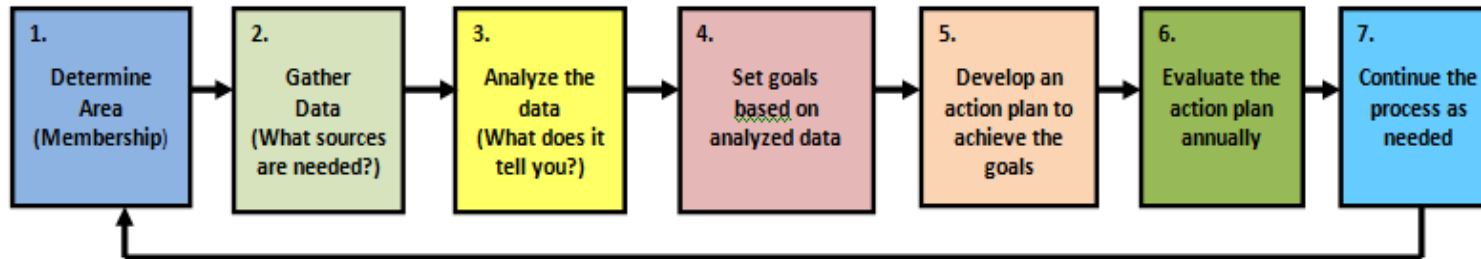 1.
Determine
Area
(Membership)
2.
Gather
Data
(What sources
are needed?)
3.
Analyze the
data
(What does it
tell you?)
4.
Set goals
based on
analyzed data
5.
Develop an
action plan to
achieve the
goals
6.
Evaluate the
action plan
annually
7.
Continue the
process as
needed